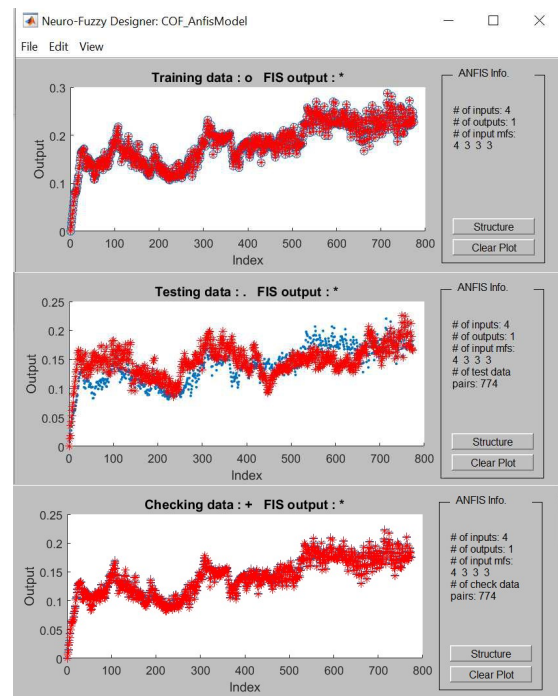 Neuro-Fuzzy Designer: COF_AnfisModel
File Edit View
Training data : o FIS output : *
0.3
0.2
0.1
0
Output
0 100 200 300 400 500 600 700 800
Index
ANFIS Info.
# of inputs: 4
# of outputs: 1
# of input mfs:
4 3 3 3
Structure
Clear Plot
Testing data : . FIS output : *
0.25
0.2
0.15
0.1
0.05
0
Output
0 100 200 300 400 500 600 700 800
Index
ANFIS Info.
# of inputs: 4
# of outputs: 1
# of input mfs:
4 3 3 3
# of test data
pairs: 774
Structure
Clear Plot
Checking data : + FIS output : *
0.25
0.2
0.15
0.1
0.05
0
Output
0 100 200 300 400 500 600 700 800
Index
ANFIS Info.
# of inputs: 4
# of outputs: 1
# of input mfs:
4 3 3 3
# of check data
pairs: 774
Structure
Clear Plot